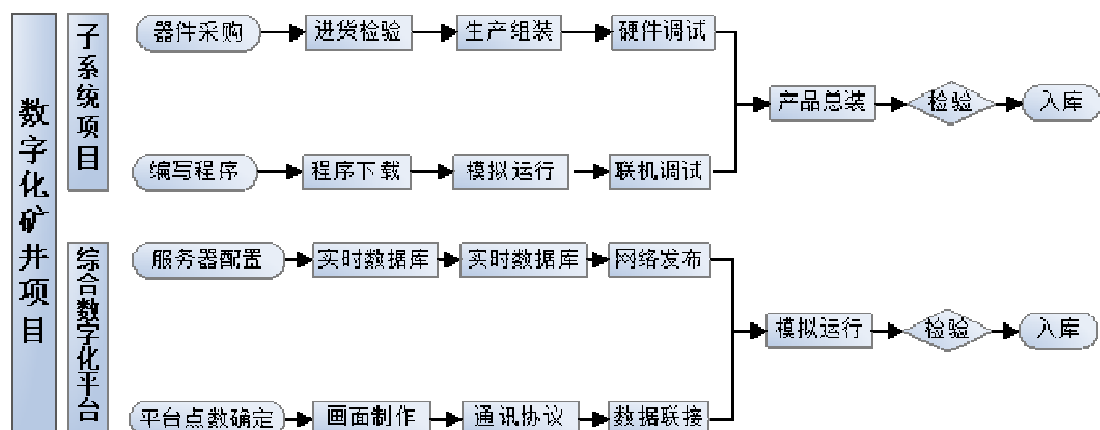 数字化矿井项目
子系统项目
器件采购 进货检验 生产组装 硬件调试
产品总装 检验 入库
编写程序 程序下载 模拟运行 联机调试
综合数字化平台
服务器配置 实时数据库 实时数据库 网络发布
模拟运行 检验 入库
平台点数确定 画面制作 通讯协议 数据联接